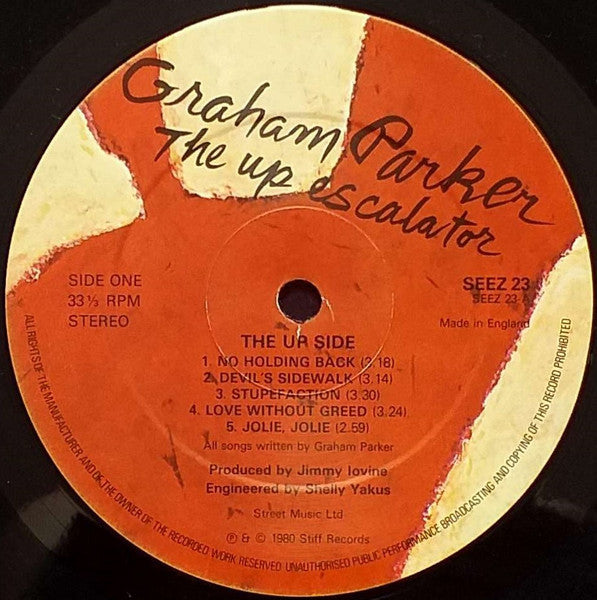 Graham Parker
The up escalator
SIDE ONE
33⅓ RPM
STEREO
SEEZ 23
SEEZ 23 A
Made in England
THE UP SIDE
1. NO HOLDING BACK (3.18)
2. DEVIL'S SIDEWALK (3.14)
3. STUPEFACTION (3.30)
4. LOVE WITHOUT GREED (3.24)
5. JOLIE, JOLIE (2.59)
All songs written by Graham Parker
Produced by Jimmy Iovine
Engineered by Shelly Yakus
Street Music Ltd
℗ & © 1980 Stiff Records
ALL RIGHTS OF THE MANUFACTURER AND OF THE OWNER OF THE RECORDED WORK RESERVED UNAUTHORISED PUBLIC PERFORMANCE BROADCASTING AND COPYING OF THIS RECORD PROHIBITED